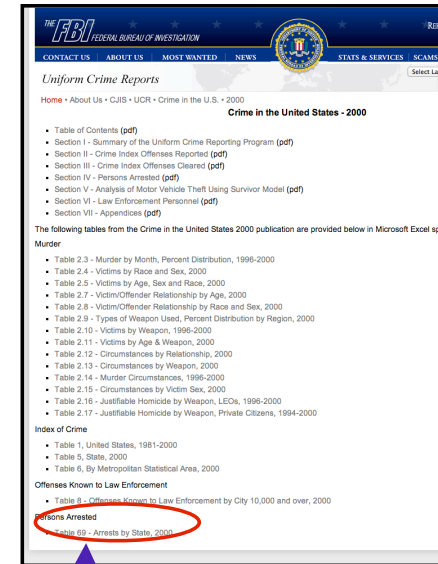 THE FBI FEDERAL BUREAU OF INVESTIGATION
CONTACT US ABOUT US MOST WANTED NEWS STATS & SERVICES SCAMS
Uniform Crime Reports
Select La
Home • About Us • CJIS • UCR • Crime in the U.S. • 2000
Crime in the United States - 2000
Table of Contents (pdf)
Section I - Summary of the Uniform Crime Reporting Program (pdf)
Section II - Crime Index Offenses Reported (pdf)
Section III - Crime Index Offenses Cleared (pdf)
Section IV - Persons Arrested (pdf)
Section V - Analysis of Motor Vehicle Theft Using Survivor Model (pdf)
Section VI - Law Enforcement Personnel (pdf)
Section VII - Appendices (pdf)
The following tables from the Crime in the United States 2000 publication are provided below in Microsoft Excel sp
Murder
Table 2.3 - Murder by Month, Percent Distribution, 1996-2000
Table 2.4 - Victims by Race and Sex, 2000
Table 2.5 - Victims by Age, Sex and Race, 2000
Table 2.7 - Victim/Offender Relationship by Age, 2000
Table 2.8 - Victim/Offender Relationship by Race and Sex, 2000
Table 2.9 - Types of Weapon Used, Percent Distribution by Region, 2000
Table 2.10 - Victims by Weapon, 1996-2000
Table 2.11 - Victims by Age & Weapon, 2000
Table 2.12 - Circumstances by Relationship, 2000
Table 2.13 - Circumstances by Weapon, 2000
Table 2.14 - Murder Circumstances, 1996-2000
Table 2.15 - Circumstances by Victim Sex, 2000
Table 2.16 - Justifiable Homicide by Weapon, LEOs, 1996-2000
Table 2.17 - Justifiable Homicide by Weapon, Private Citizens, 1994-2000
Index of Crime
Table 1, United States, 1981-2000
Table 5, State, 2000
Table 6, By Metropolitan Statistical Area, 2000
Offenses Known to Law Enforcement
Table 8 - Offenses Known to Law Enforcement by City 10,000 and over, 2000
Persons Arrested
Table 69 - Arrests by State, 2000